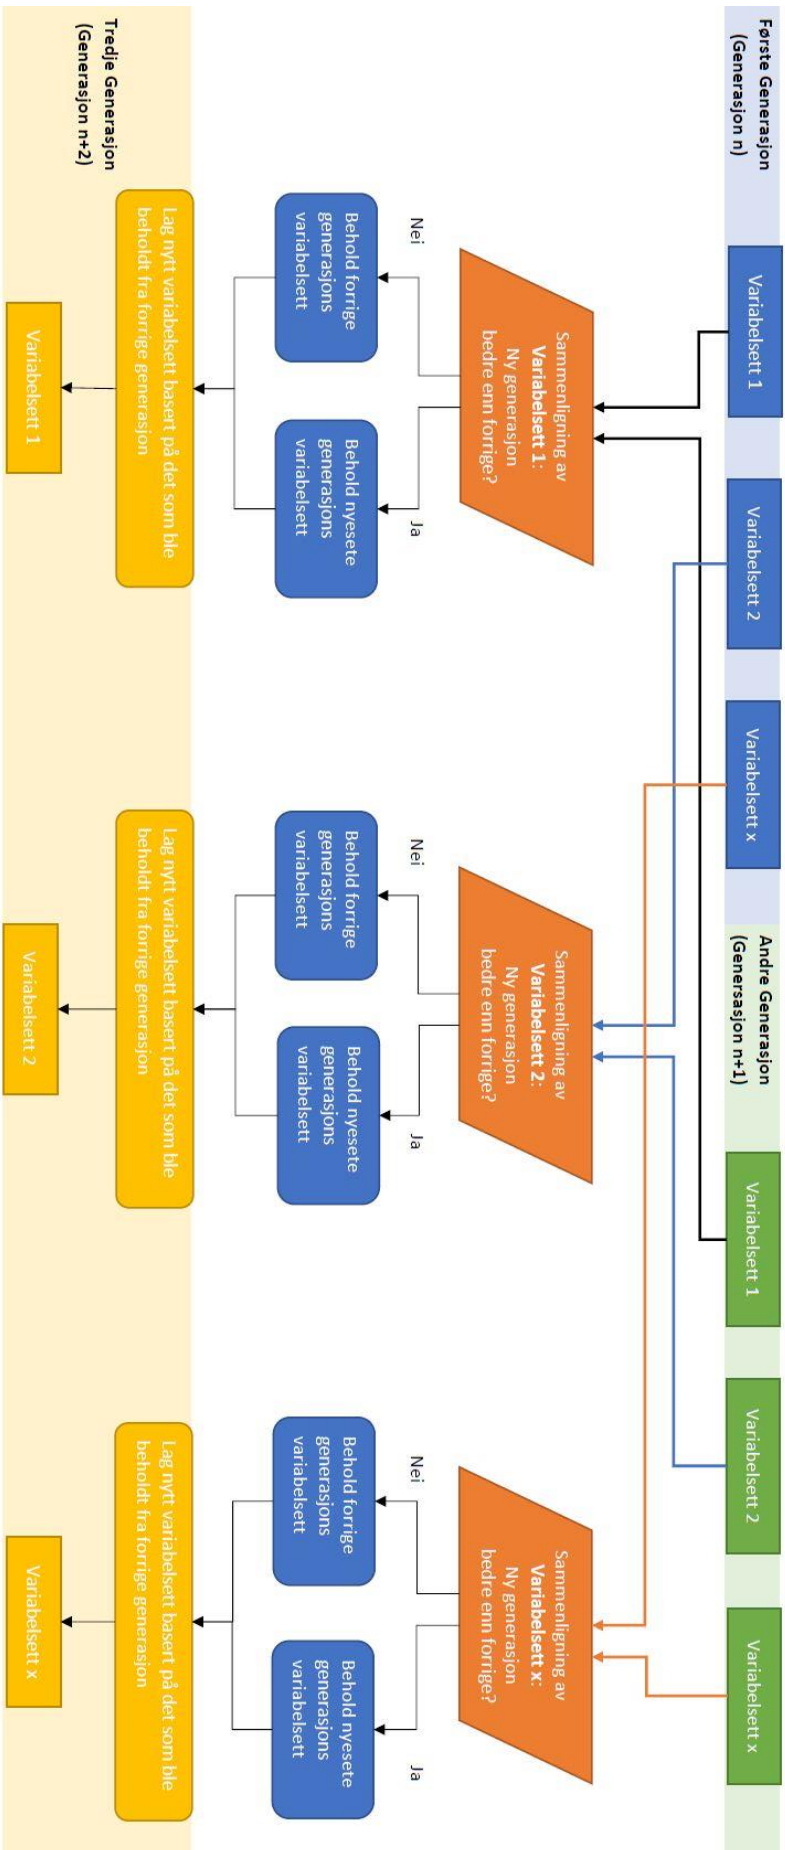 Første Generasjon
(Generasjon n)
Variabelsett 1
Variabelsett 2
Variabelsett x
Andre Generasjon
(Genersasjon n+1)
Variabelsett 1
Variabelsett 2
Variabelsett x
Sammenligning av
Variabelsett 1:
Ny generasjon
bedre enn forrige?
Sammenligning av
Variabelsett 2:
Ny generasjon
bedre enn forrige?
Sammenligning av
Variabelsett x:
Ny generasjon
bedre enn forrige?
Nei
Ja
Nei
Ja
Nei
Ja
Behold forrige
generasjons
variabelsett
Behold nyesete
generasjons
variabelsett
Behold forrige
generasjons
variabelsett
Behold nyesete
generasjons
variabelsett
Behold forrige
generasjons
variabelsett
Behold nyesete
generasjons
variabelsett
Tredje Generasjon
(Generasjon n+2)
Lag nytt variabelsett basert på det som ble
beholdt fra forrige generasjon
Lag nytt variabelsett basert på det som ble
beholdt fra forrige generasjon
Lag nytt variabelsett basert på det som ble
beholdt fra forrige generasjon
Variabelsett 1
Variabelsett 2
Variabelsett x